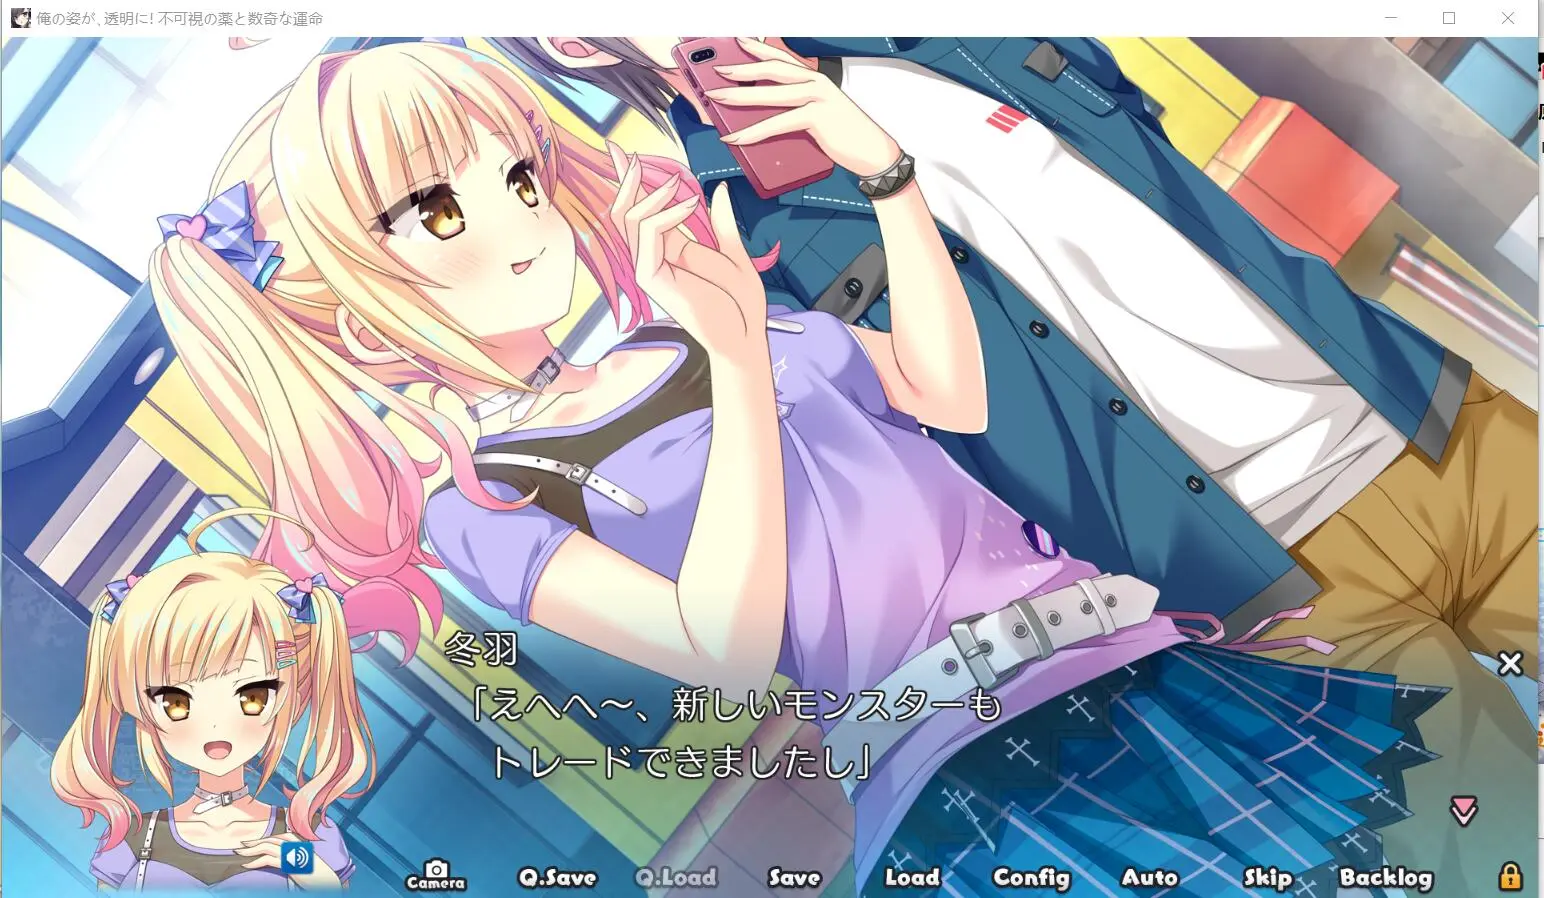 俺の姿が、透明に! 不可視の薬と数奇な運命
冬羽
「えへへ～、新しいモンスターも
トレードできましたし」
Camera
Q.Save
Q.Load
Save
Load
Config
Auto
Skip
Backlog